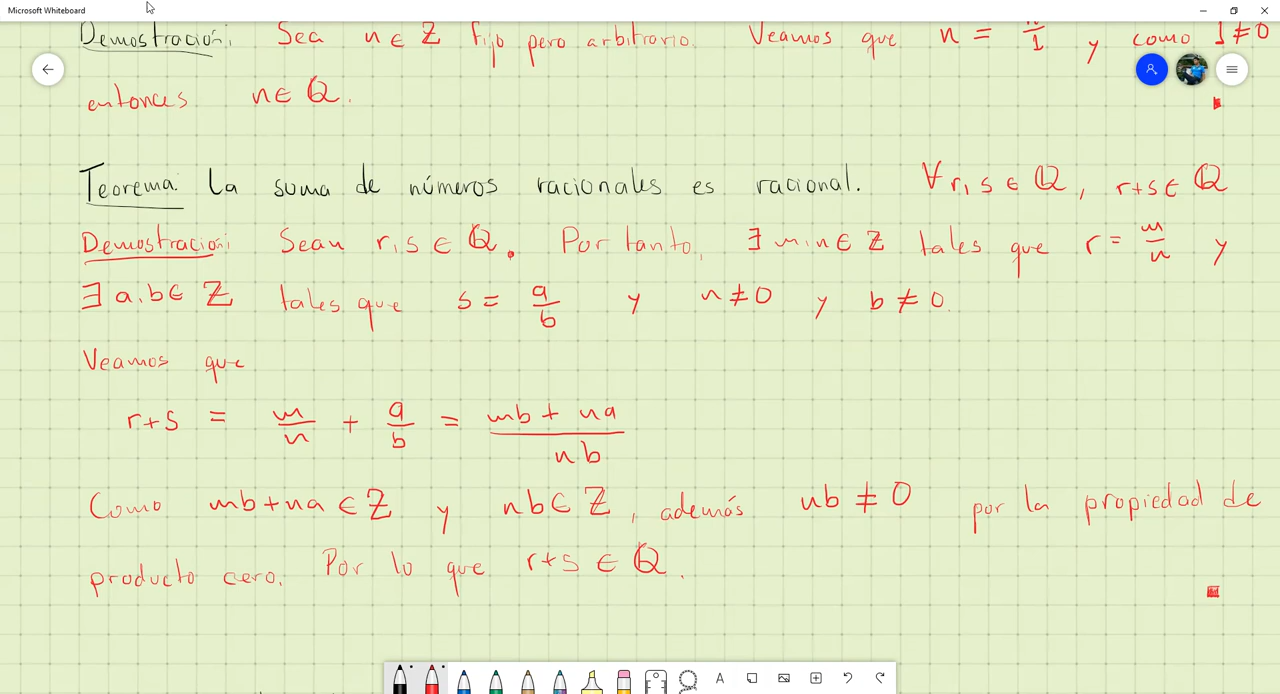 Microsoft Whiteboard
Demostración: Sea n ∈ ℤ fijo pero arbitrario. Veamos que n = n/1 y como 1 ≠ 0
entonces n ∈ ℚ.
Teorema: La suma de números racionales es racional. ∀ r, s ∈ ℚ, r+s ∈ ℚ
Demostración: Sean r, s ∈ ℚ. Por tanto, ∃ m, n ∈ ℤ tales que r = m/n y
∃ a, b ∈ ℤ tales que s = a/b y n ≠ 0 y b ≠ 0.
Veamos que
r+s = m/n + a/b = (mb + na)/nb
Como mb+na ∈ ℤ y nb ∈ ℤ, además nb ≠ 0 por la propiedad de
producto cero. Por lo que r+s ∈ ℚ.
A